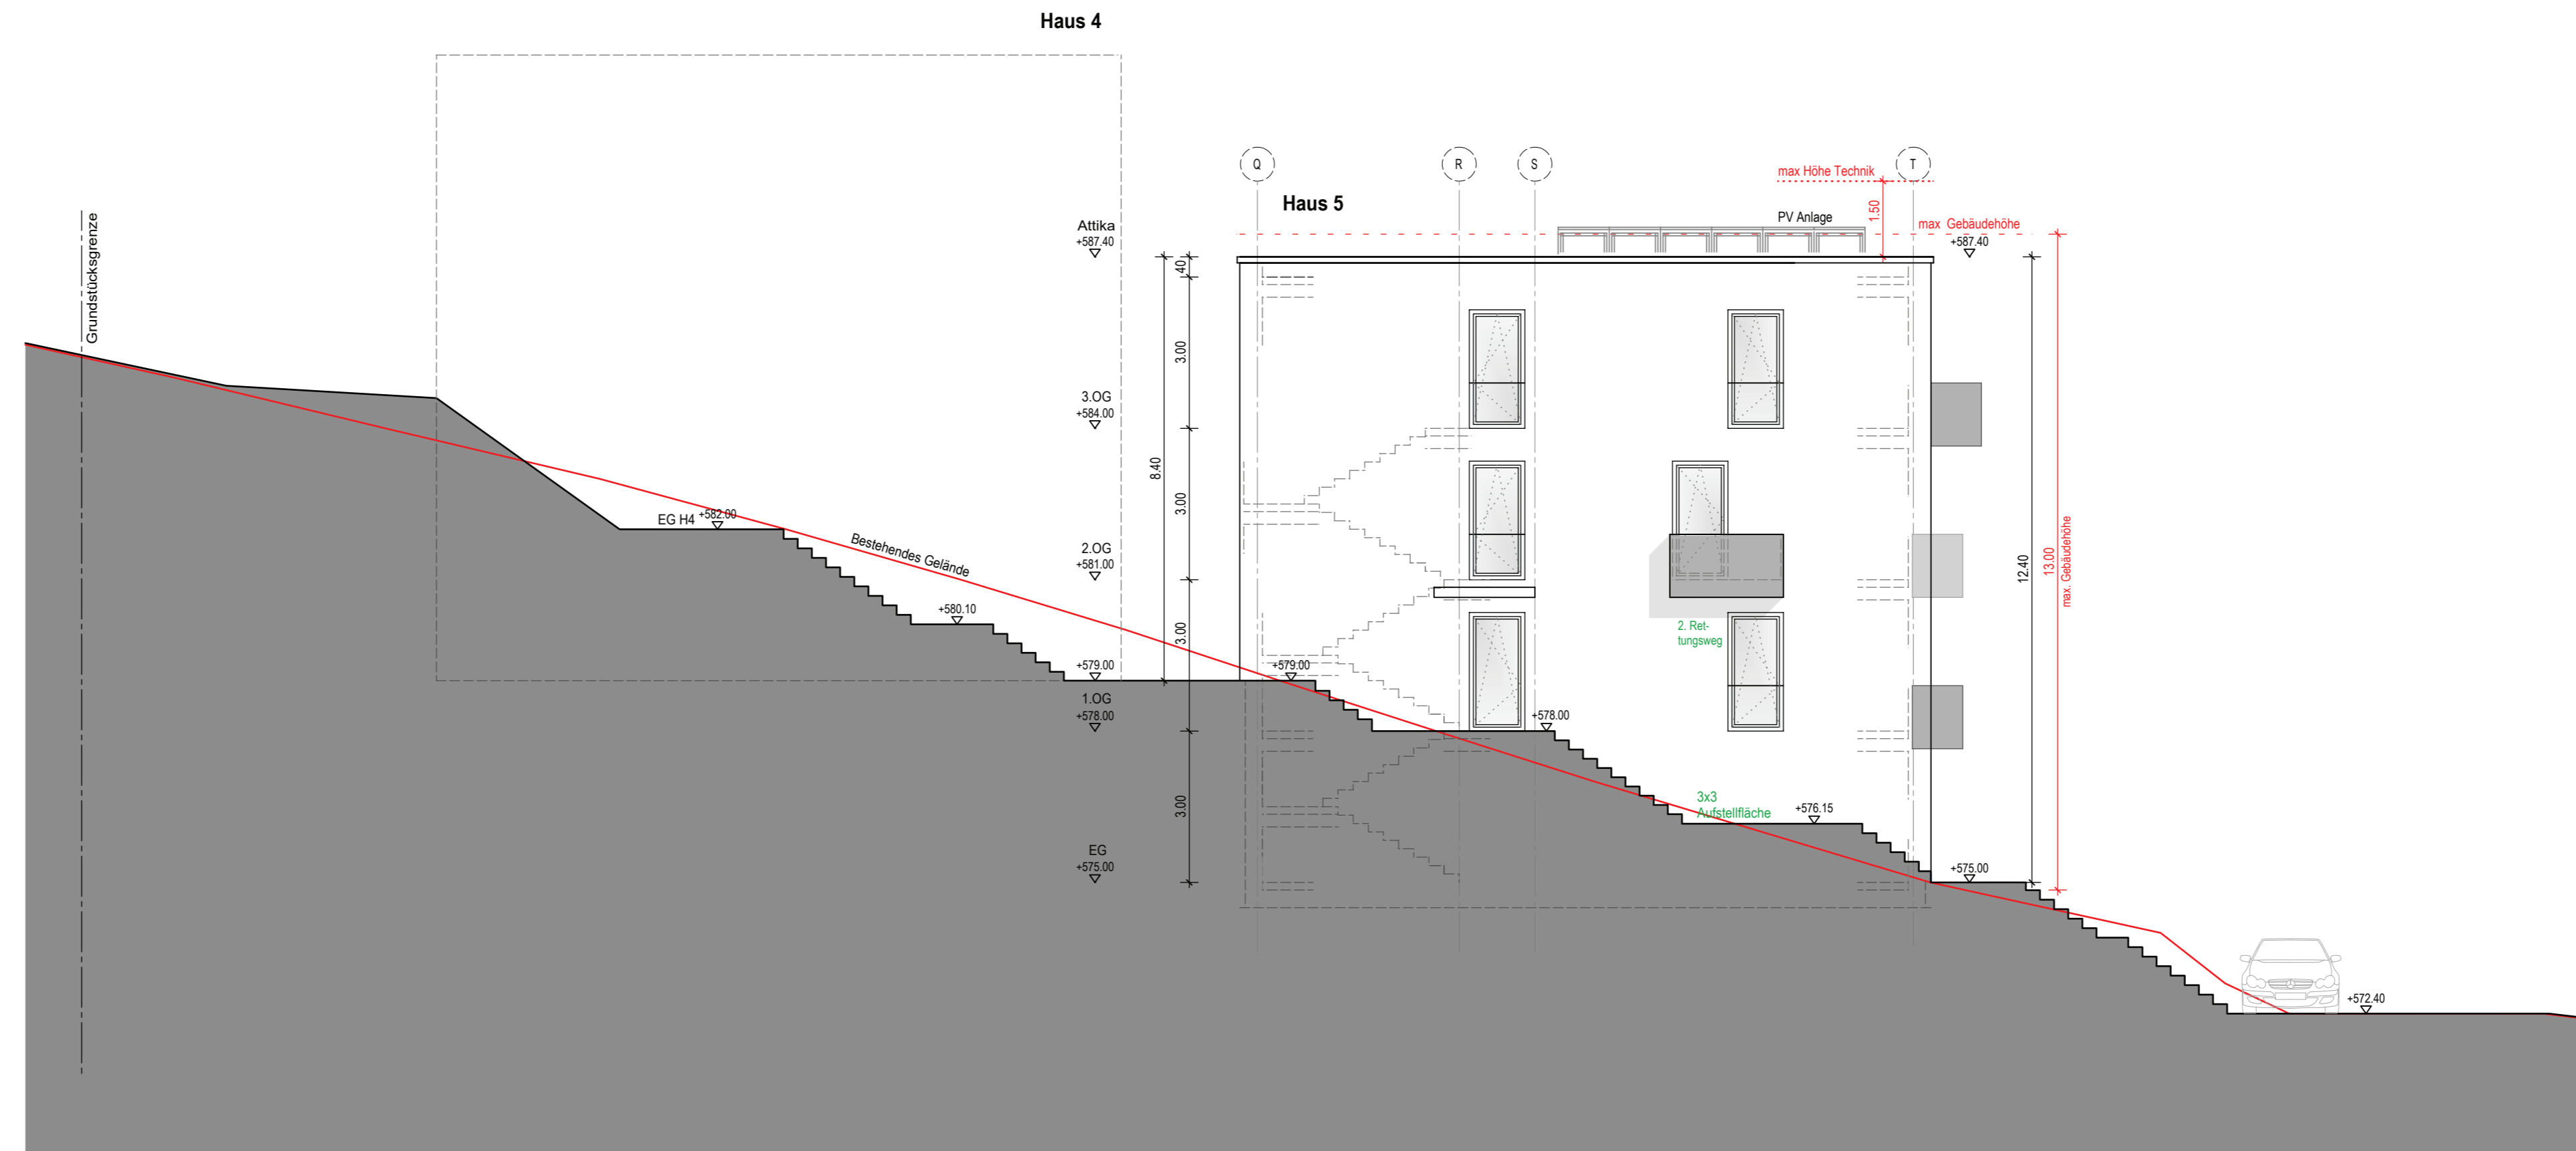 Haus 4
Q
R
S
T
max Höhe Technik
Haus 5
1.50
PV Anlage
max Gebäudehöhe
+587.40
Grundstücksgrenze
Attika
+587.40
40
3.00
3.OG
+584.00
8.40
3.00
EG H4
+582.00
Bestehendes Gelände
2.OG
+581.00
12.40
13.00
max. Gebäudehöhe
+580.10
3.00
2. Ret-
tungsweg
+579.00
+579.00
1.OG
+578.00
+578.00
3.00
3x3
Aufstellfläche
+576.15
EG
+575.00
+575.00
+572.40